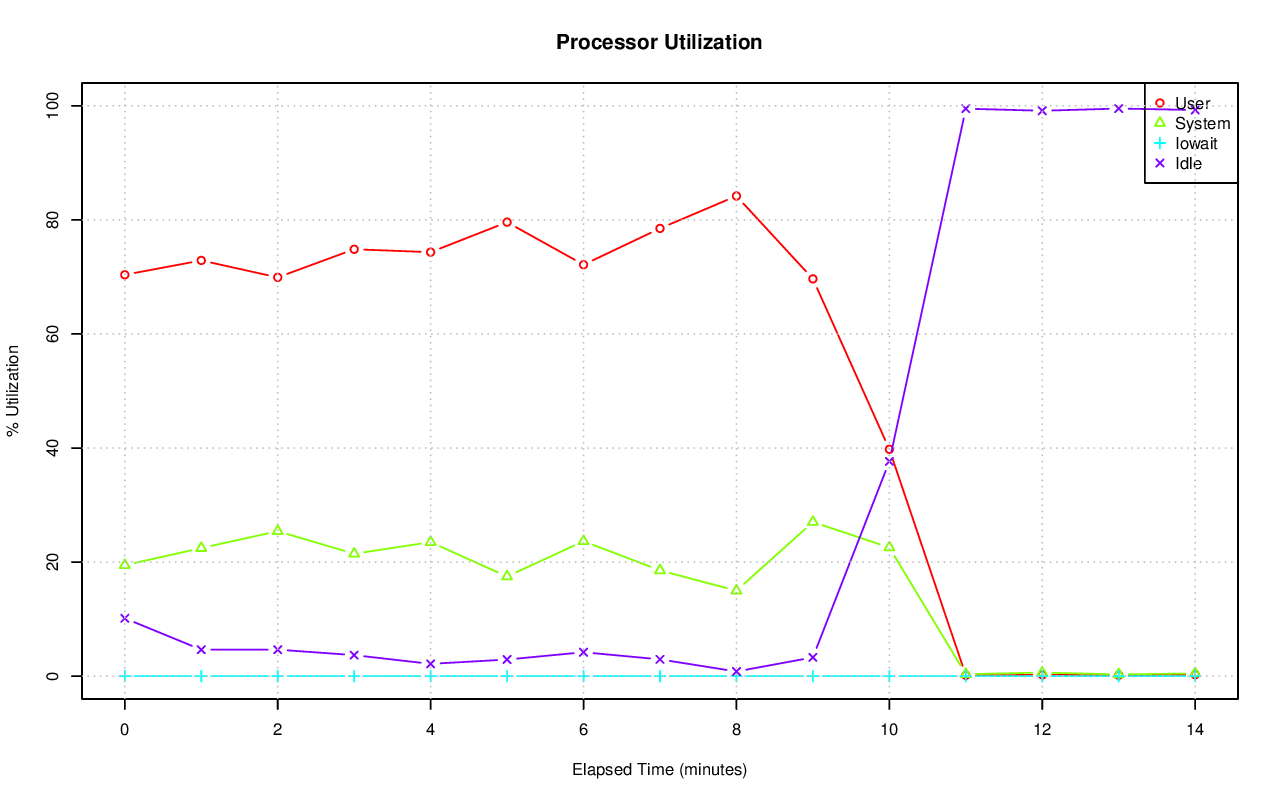 Processor Utilization
% Utilization
100
80
60
40
20
0
User
System
Iowait
Idle
0 2 4 6 8 10 12 14
Elapsed Time (minutes)